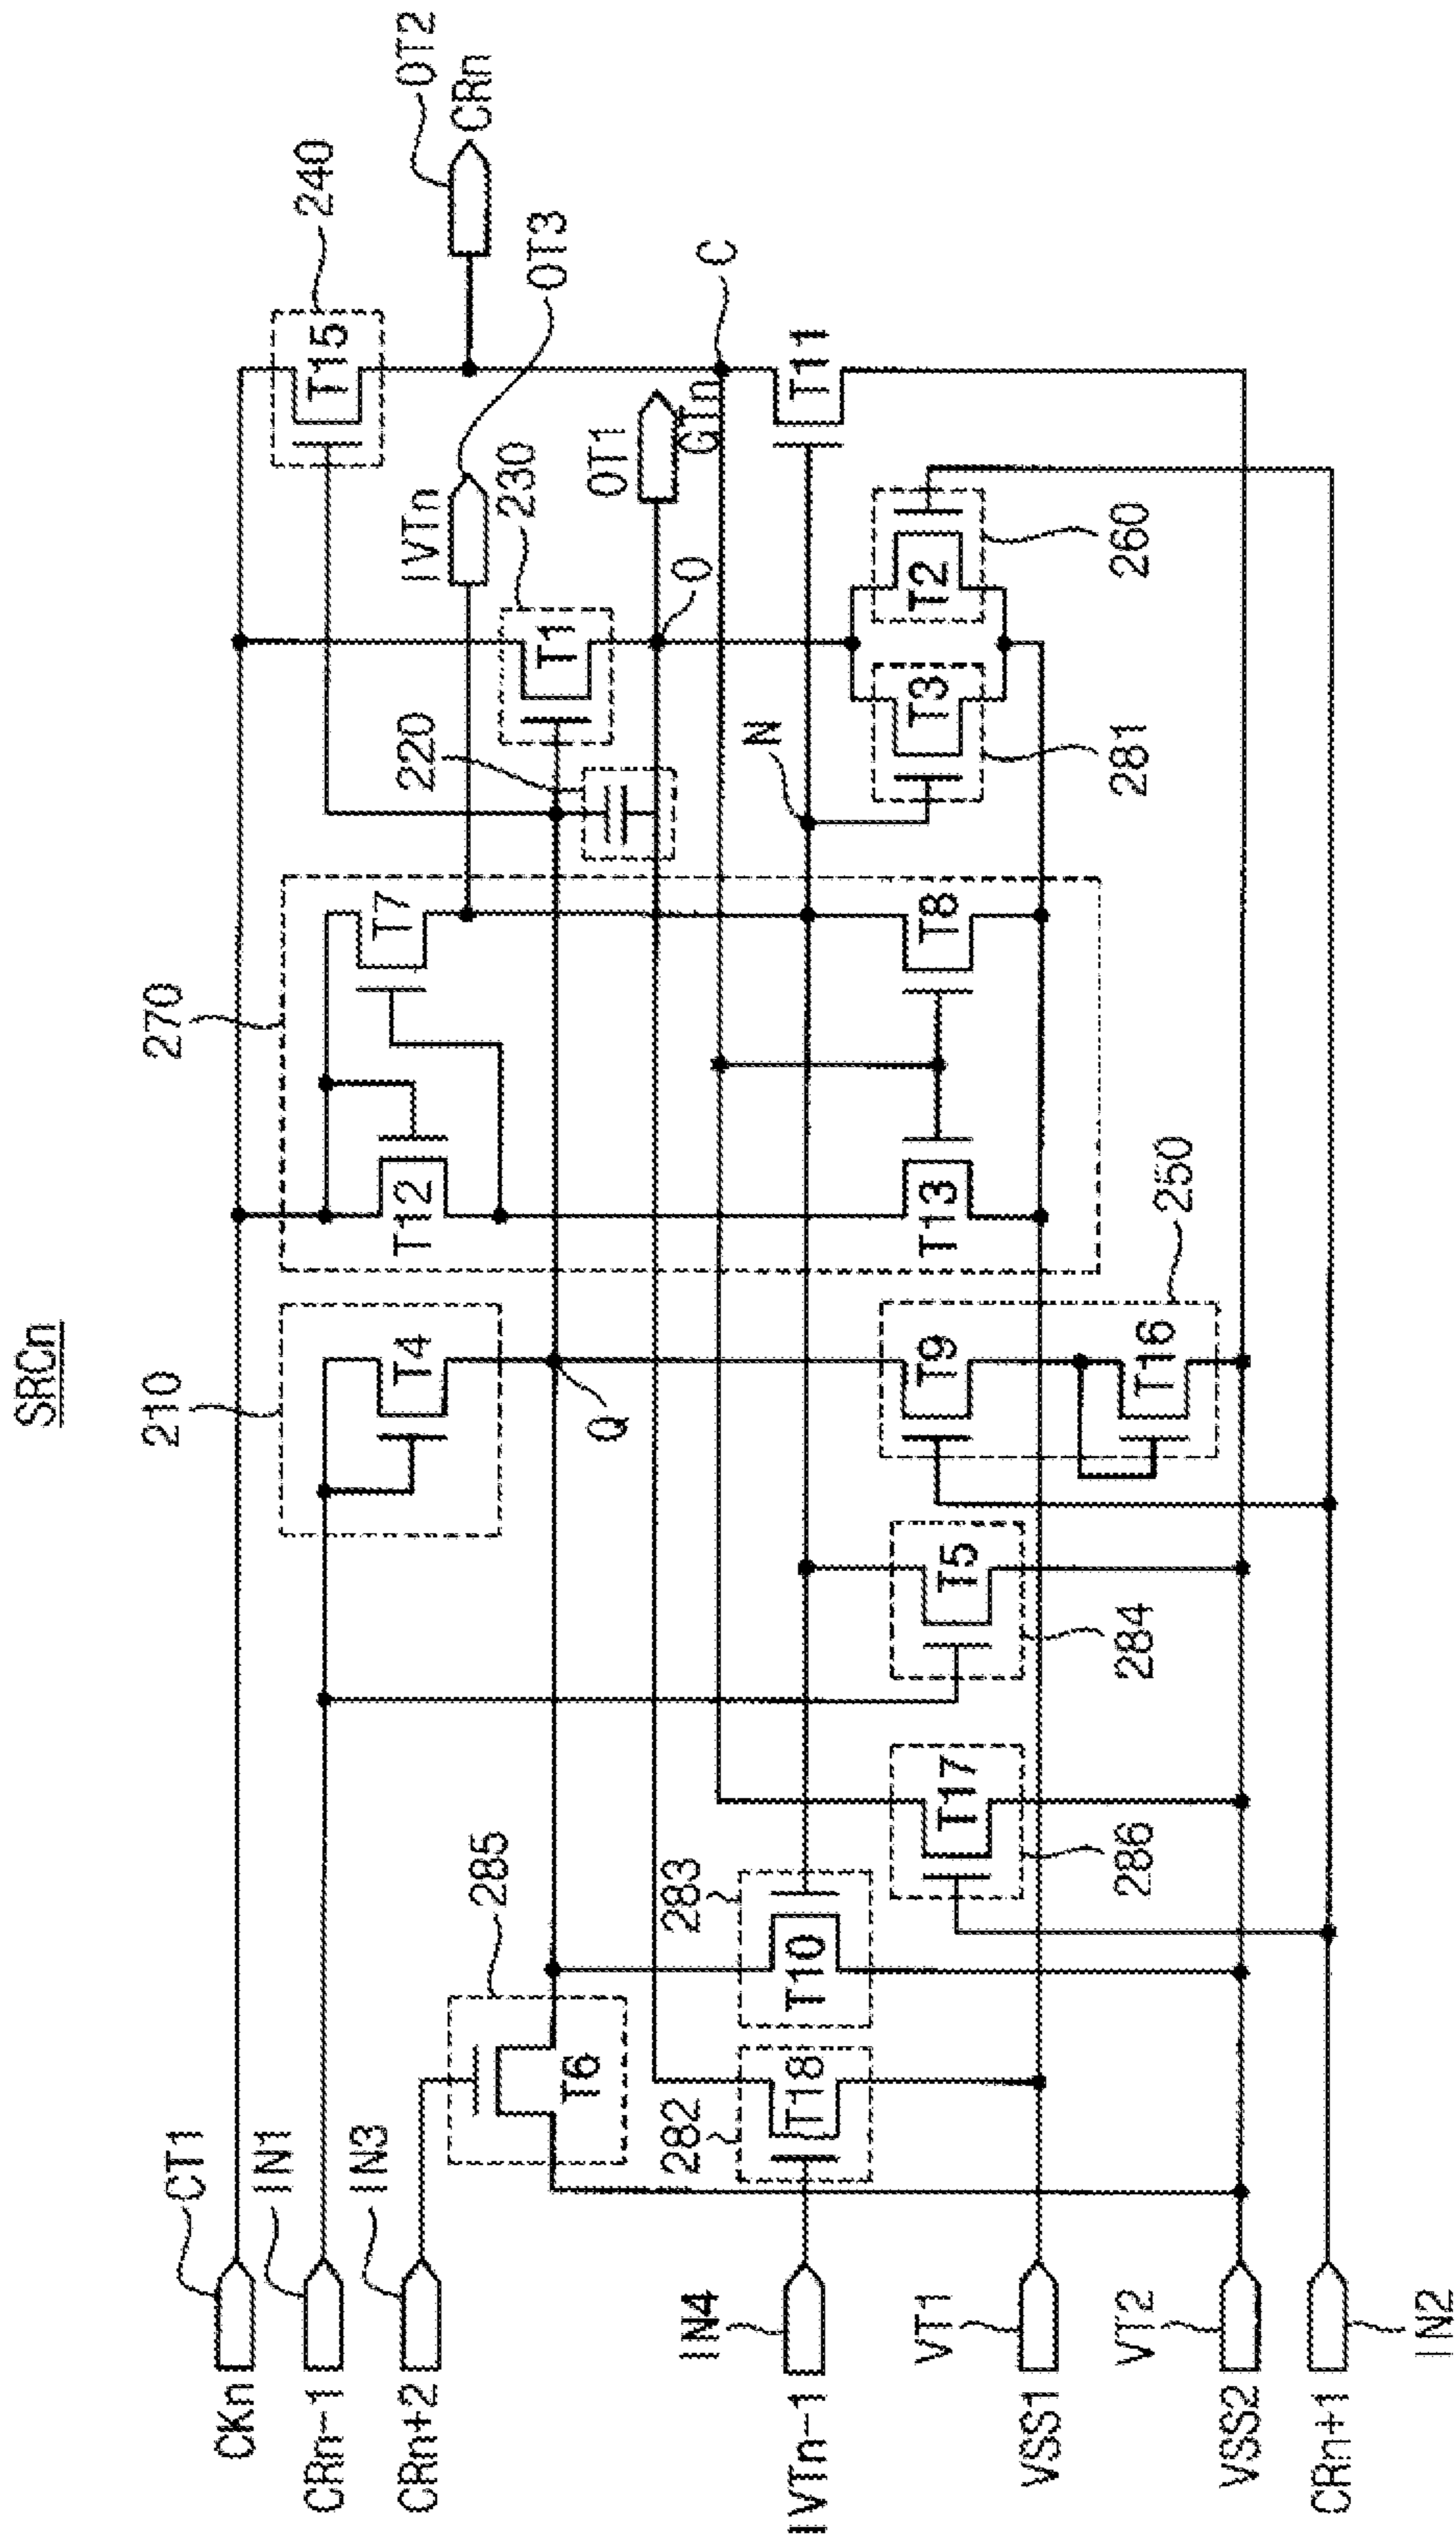 SRCn
CKn
CT1
CRn-1
IN1
CRn+2
IN3
IVTn-1
IN4
VSS1
VT1
VSS2
VT2
CRn+1
IN2
285
T6
282
T18
283
T10
286
T17
284
T5
210
T4
Q
250
T9
T16
270
T12
T7
T13
T8
220
N
230
T1
O
281
T3
260
T2
IVTn
OT3
OT1
GTn
240
T15
T11
C
OT2
CRn